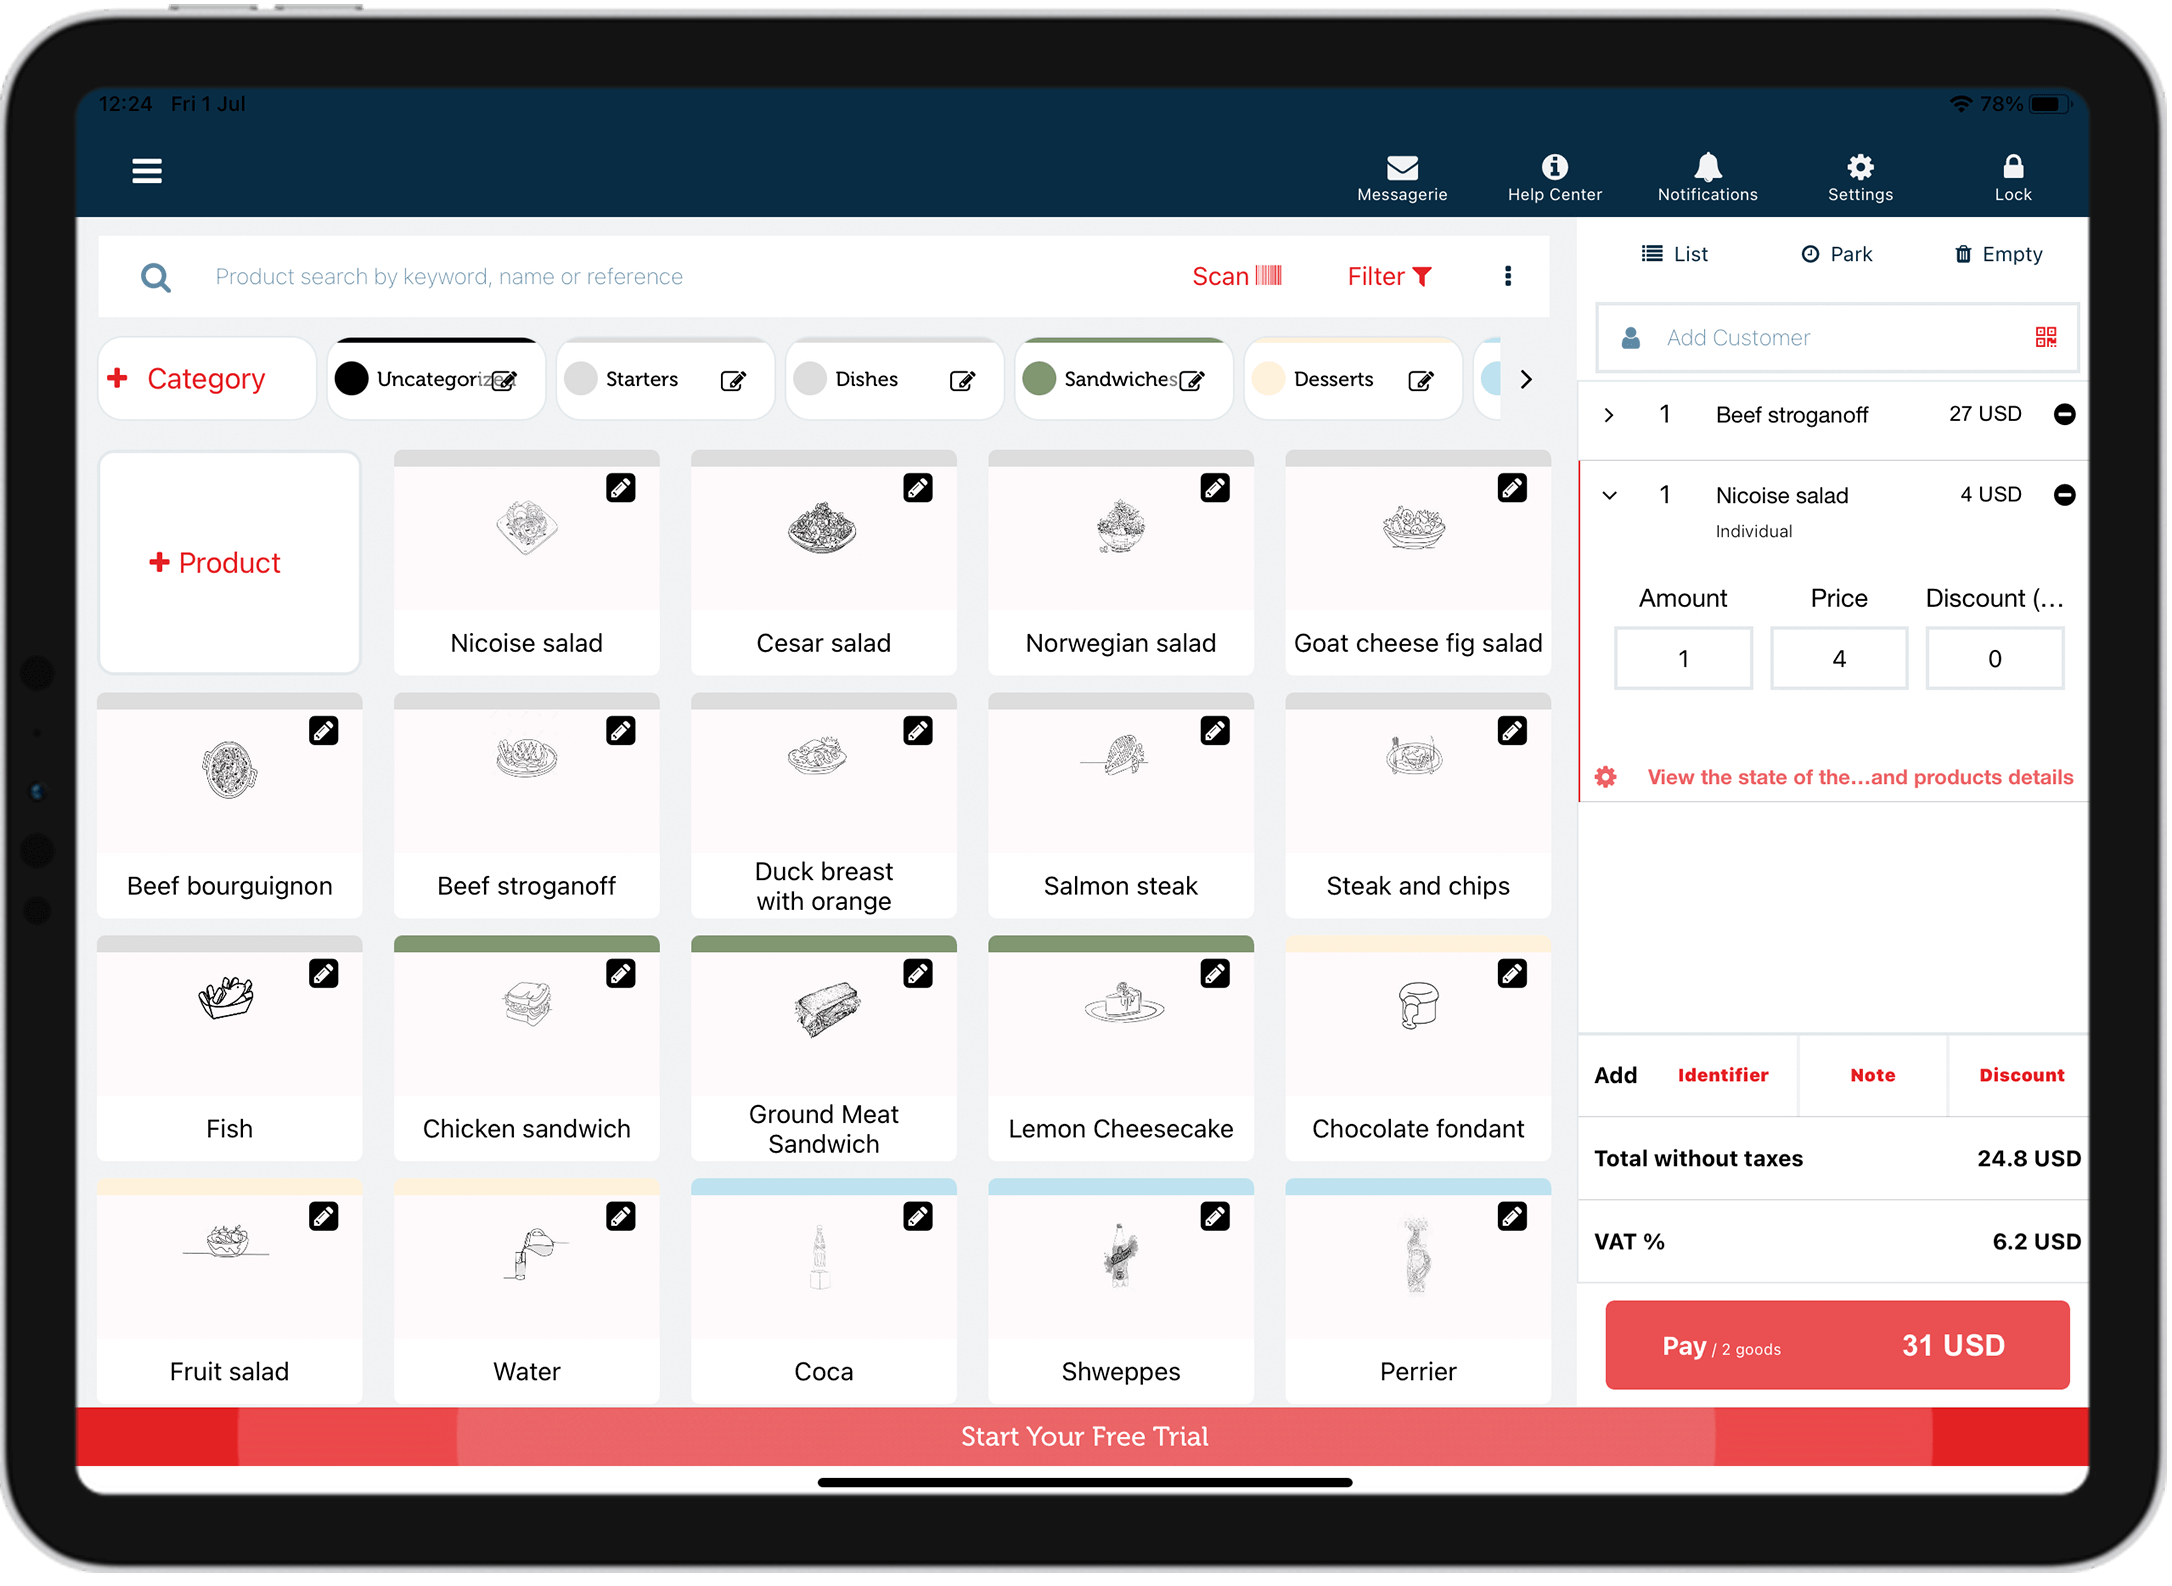 12:24 Fri 1 Jul
78%
Messagerie
Help Center
Notifications
Settings
Lock
Product search by keyword, name or reference
Scan
Filter
List
Park
Empty
Add Customer
Category
Uncategorized
Starters
Dishes
Sandwiches
Desserts
Product
Nicoise salad
Cesar salad
Norwegian salad
Goat cheese fig salad
Beef bourguignon
Beef stroganoff
Duck breast
with orange
Salmon steak
Steak and chips
Fish
Chicken sandwich
Ground Meat
Sandwich
Lemon Cheesecake
Chocolate fondant
Fruit salad
Water
Coca
Shweppes
Perrier
1 Beef stroganoff 27 USD
1 Nicoise salad 4 USD
Individual
Amount Price Discount (...
1 4 0
View the state of the...and products details
Add Identifier Note Discount
Total without taxes 24.8 USD
VAT % 6.2 USD
Pay / 2 goods 31 USD
Start Your Free Trial